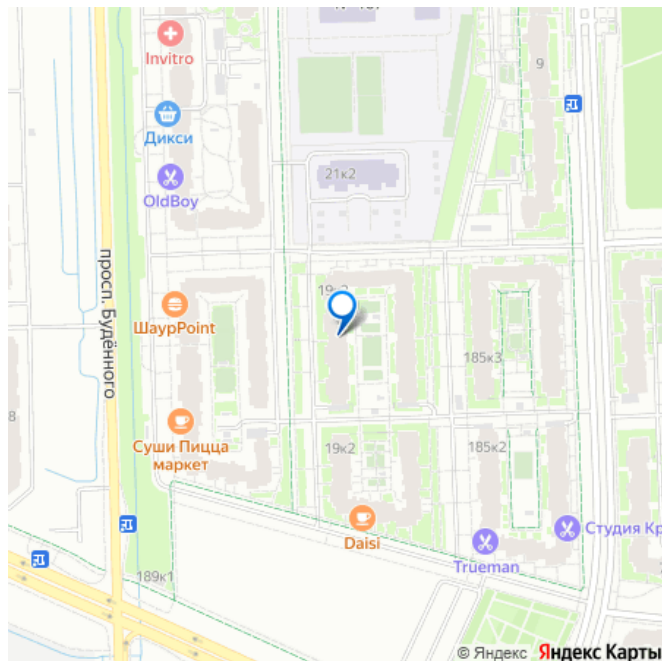 Invitro
9
Дикси
21к2
OldBoy
просп. Будённого
ШаурPoint
185к3
8
Суши Пицца
маркет
19к2
185к2
Daisi
Trueman
Студия Кр
189к1
© Яндекс Яндекс Карты